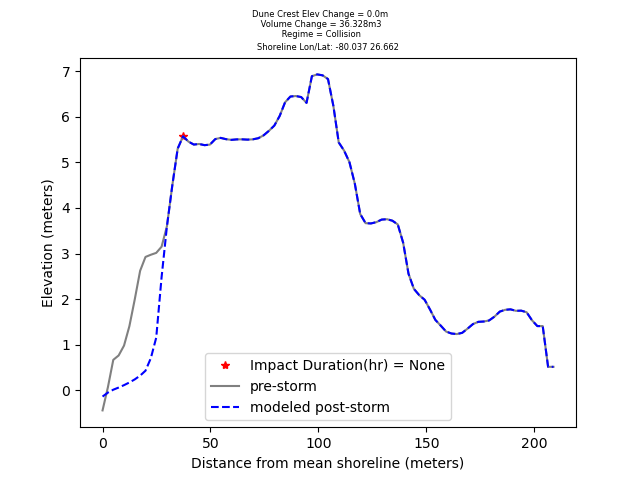 Dune Crest Elev Change = 0.0m
Volume Change = 36.328m3
Regime = Collision
Shoreline Lon/Lat: -80.037 26.662
7
6
5
4
3
2
1
0
Elevation (meters)
Impact Duration(hr) = None
pre-storm
modeled post-storm
0 50 100 150 200
Distance from mean shoreline (meters)